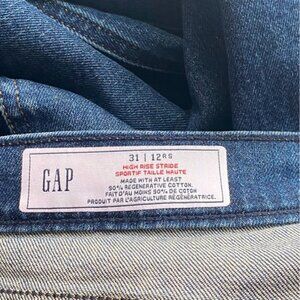 GAP
31 | 12RG
HIGH RISE STRIDE
SPORTIF TAILLE HAUTE
MADE WITH AT LEAST
90% REGENERATIVE COTTON.
FAIT D'AU MOINS 90% DE COTON
PRODUIT PAR L'AGRICULTURE RÉGÉNÉRATRICE.